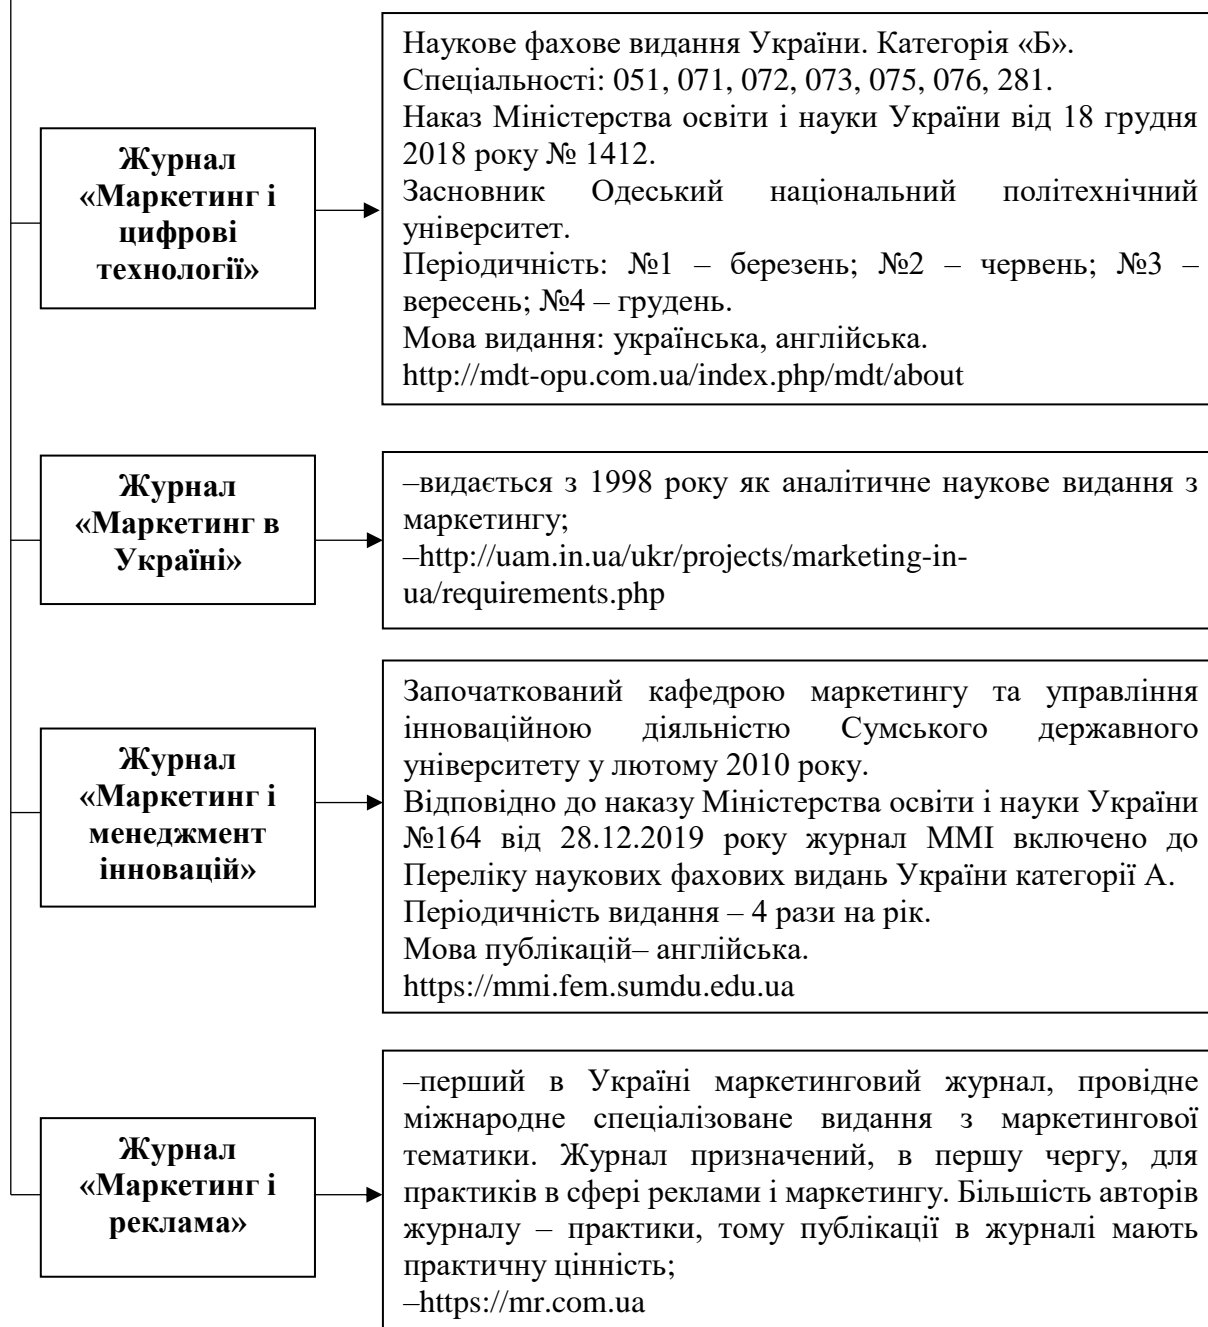 Журнал
«Маркетинг і
цифрові
технології»
Наукове фахове видання України. Категорія «Б».
Спеціальності: 051, 071, 072, 073, 075, 076, 281.
Наказ Міністерства освіти і науки України від 18 грудня
2018 року № 1412.
Засновник Одеський національний політехнічний
університет.
Періодичність: №1 – березень; №2 – червень; №3 –
вересень; №4 – грудень.
Мова видання: українська, англійська.
http://mdt-opu.com.ua/index.php/mdt/about
Журнал
«Маркетинг в
Україні»
–видається з 1998 року як аналітичне наукове видання з
маркетингу;
–http://uam.in.ua/ukr/projects/marketing-in-
ua/requirements.php
Журнал
«Маркетинг і
менеджмент
інновацій»
Започаткований кафедрою маркетингу та управління
інноваційною діяльністю Сумського державного
університету у лютому 2010 року.
Відповідно до наказу Міністерства освіти і науки України
№164 від 28.12.2019 року журнал ММІ включено до
Переліку наукових фахових видань України категорії А.
Періодичність видання – 4 рази на рік.
Мова публікацій– англійська.
https://mmi.fem.sumdu.edu.ua
Журнал
«Маркетинг і
реклама»
–перший в Україні маркетинговий журнал, провідне
міжнародне спеціалізоване видання з маркетингової
тематики. Журнал призначений, в першу чергу, для
практиків в сфері реклами і маркетингу. Більшість авторів
журналу – практики, тому публікації в журналі мають
практичну цінність;
–https://mr.com.ua